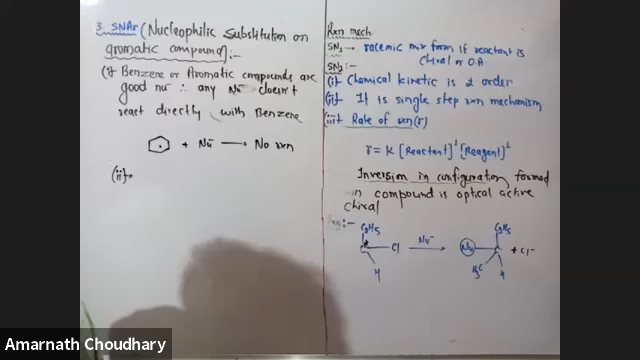 3. SNAr (Nucleophilic Substitution on
aromatic compound) :-
(i) Benzene or Aromatic compounds are
good nu⁻ ∴ any Nu⁻ doesn't
react directly with Benzene
+ Nu⁻ → No rxn
(ii)→
Rxn mech.
SN1 → racemic mix form if reactant is
chiral or O.A
SN2 :-
(i) Chemical kinetic is 2 order
(ii) It is single step rxn mechanism
(iii) Rate of rxn (r)
r = K [Reactant]¹ [Reagent]¹
Inversion in configuration formed
in compound is optical active
chiral
:-
C₂H₅
C₂H₅
C Cl Nu⁻ → Nu C + Cl⁻
H
H₃C H
Amarnath Choudhary